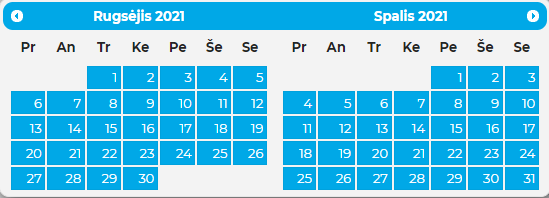 Rugsėjis 2021
Pr An Tr Ke Pe Še Se
1 2 3 4 5
6 7 8 9 10 11 12
13 14 15 16 17 18 19
20 21 22 23 24 25 26
27 28 29 30
Spalis 2021
Pr An Tr Ke Pe Še Se
1 2 3
4 5 6 7 8 9 10
11 12 13 14 15 16 17
18 19 20 21 22 23 24
25 26 27 28 29 30 31